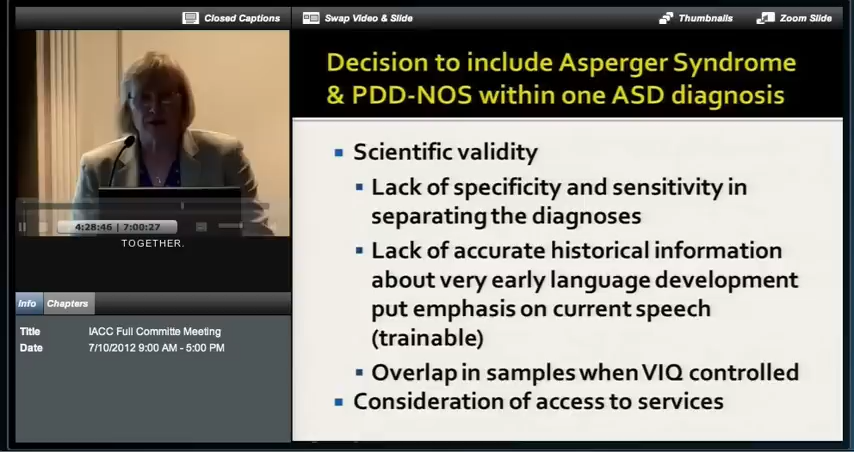 Closed Captions
Swap Video & Slide
Thumbnails
Zoom Slide
4:28:46 | 7:00:27
TOGETHER.
Info
Chapters
Title IACC Full Committe Meeting
Date 7/10/2012 9:00 AM - 5:00 PM
Decision to include Asperger Syndrome
& PDD-NOS within one ASD diagnosis
Scientific validity
Lack of specificity and sensitivity in
separating the diagnoses
Lack of accurate historical information
about very early language development
put emphasis on current speech
(trainable)
Overlap in samples when VIQ controlled
Consideration of access to services